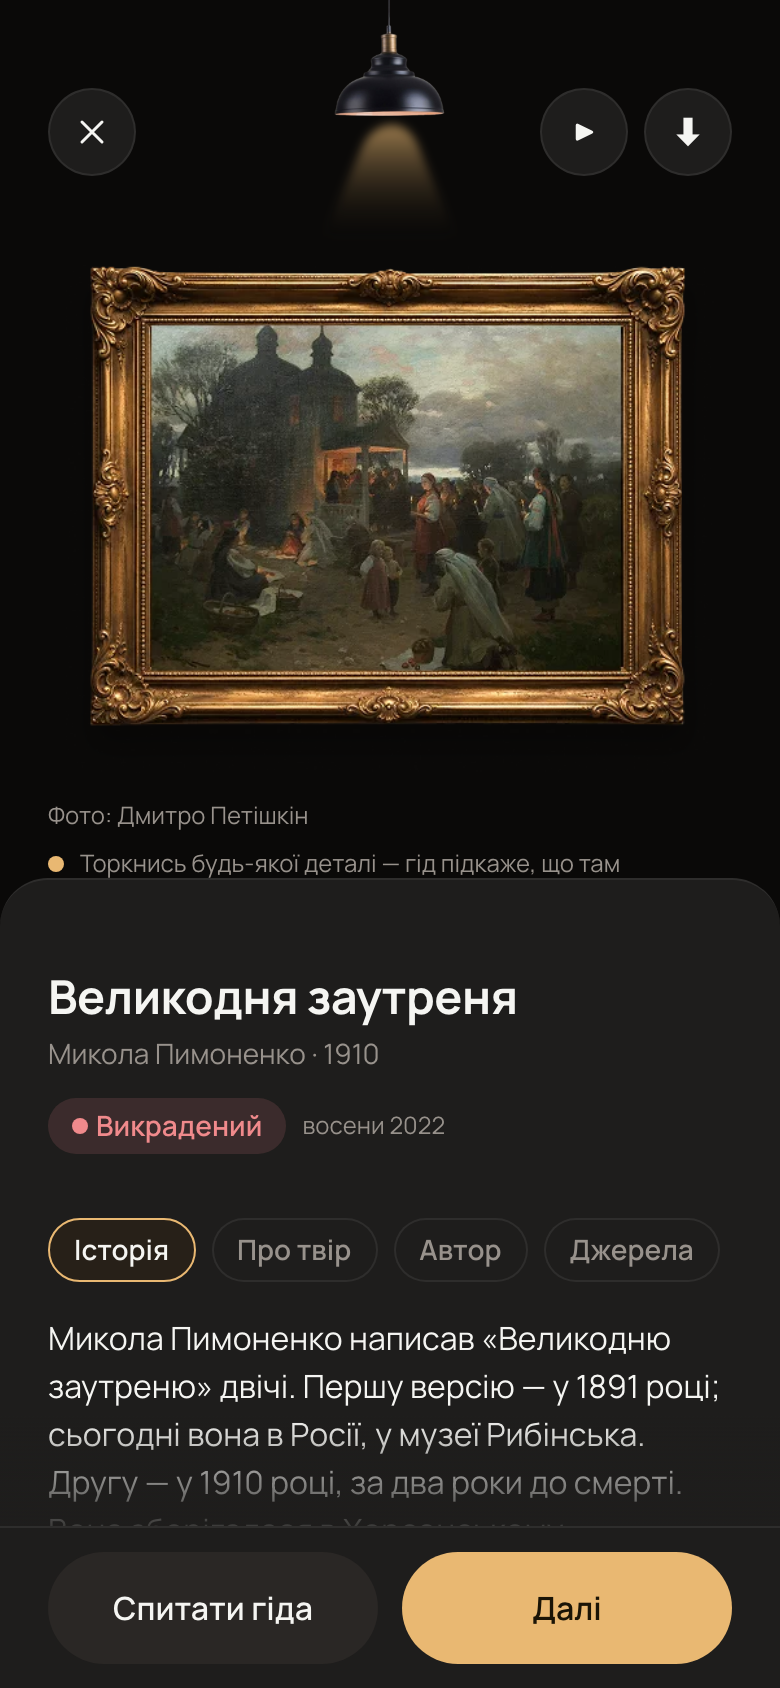 Фото: Дмитро Петішкін
Торкнись будь-якої деталі — гід підкаже, що там
Великодня заутреня
Микола Пимоненко · 1910
Викрадений восени 2022
Історія Про твір Автор Джерела
Микола Пимоненко написав «Великодню
заутреню» двічі. Першу версію — у 1891 році;
сьогодні вона в Росії, у музеї Рибінська.
Другу — у 1910 році, за два роки до смерті.
Спитати гіда Далі